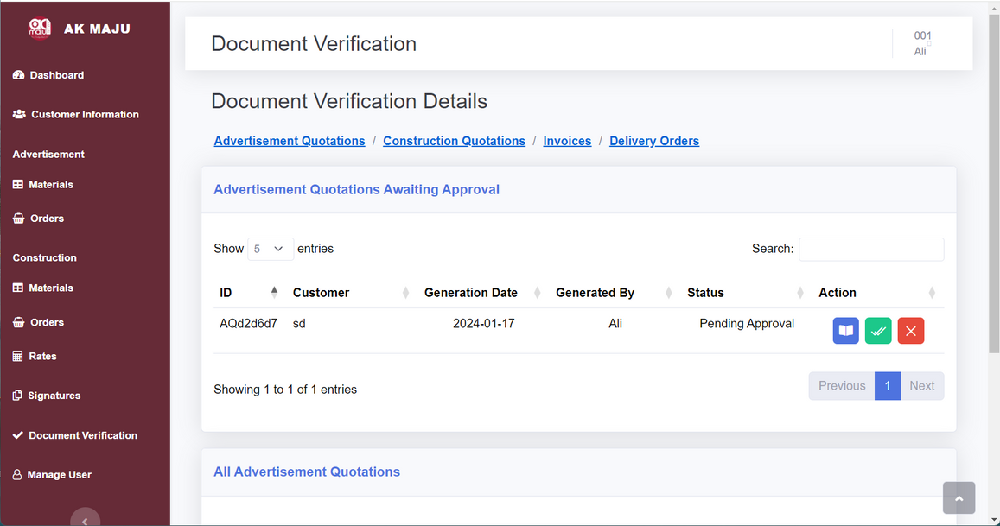 AK MAJU
Dashboard
Customer Information
Advertisement
Materials
Orders
Construction
Materials
Orders
Rates
Signatures
Document Verification
Manage User
Document Verification
001
Ali
Document Verification Details
Advertisement Quotations / Construction Quotations / Invoices / Delivery Orders
Advertisement Quotations Awaiting Approval
Show 5 entries
Search:
ID Customer Generation Date Generated By Status Action
AQd2d6d7 sd 2024-01-17 Ali Pending Approval
Showing 1 to 1 of 1 entries
Previous 1 Next
All Advertisement Quotations